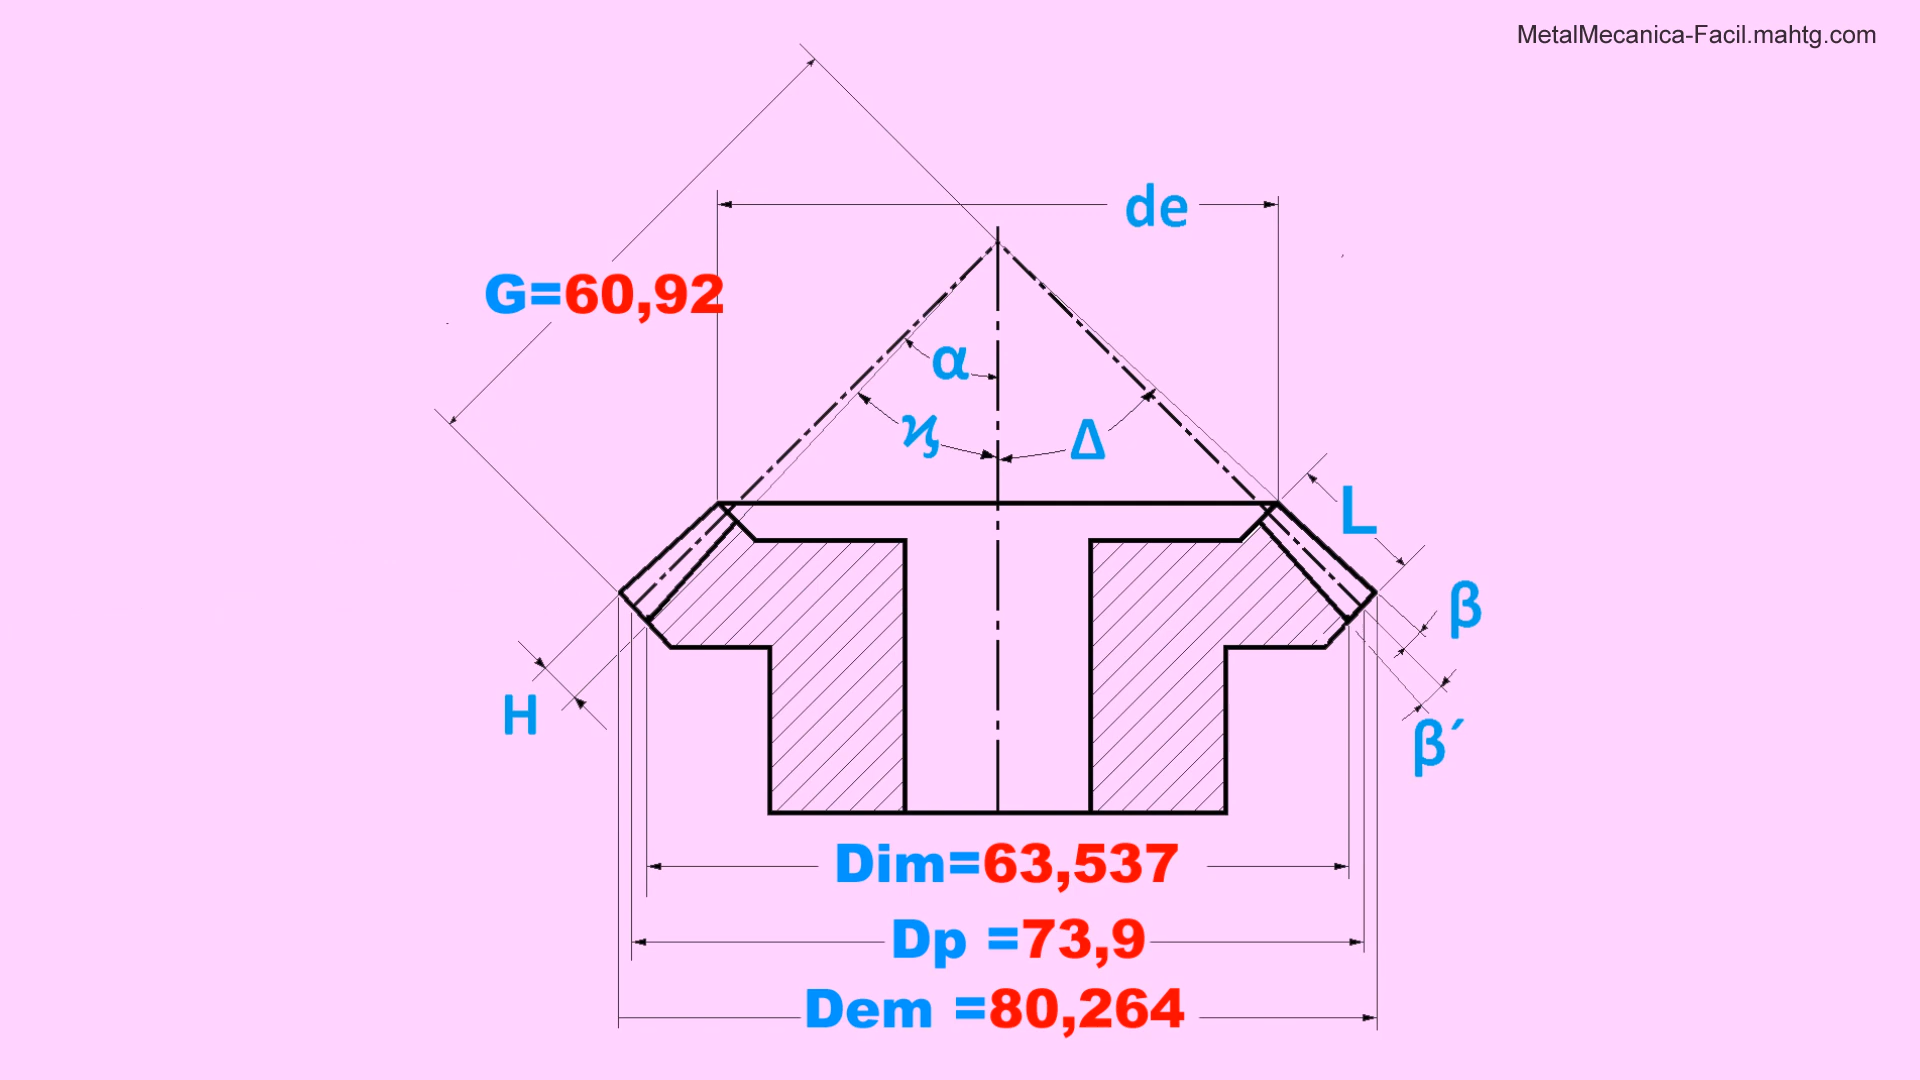 MetalMecanica-Facil.mahtg.com
de
G=60,92
α
ϗ
Δ
L
β
H
β´
Dim=63,537
Dp =73,9
Dem =80,264